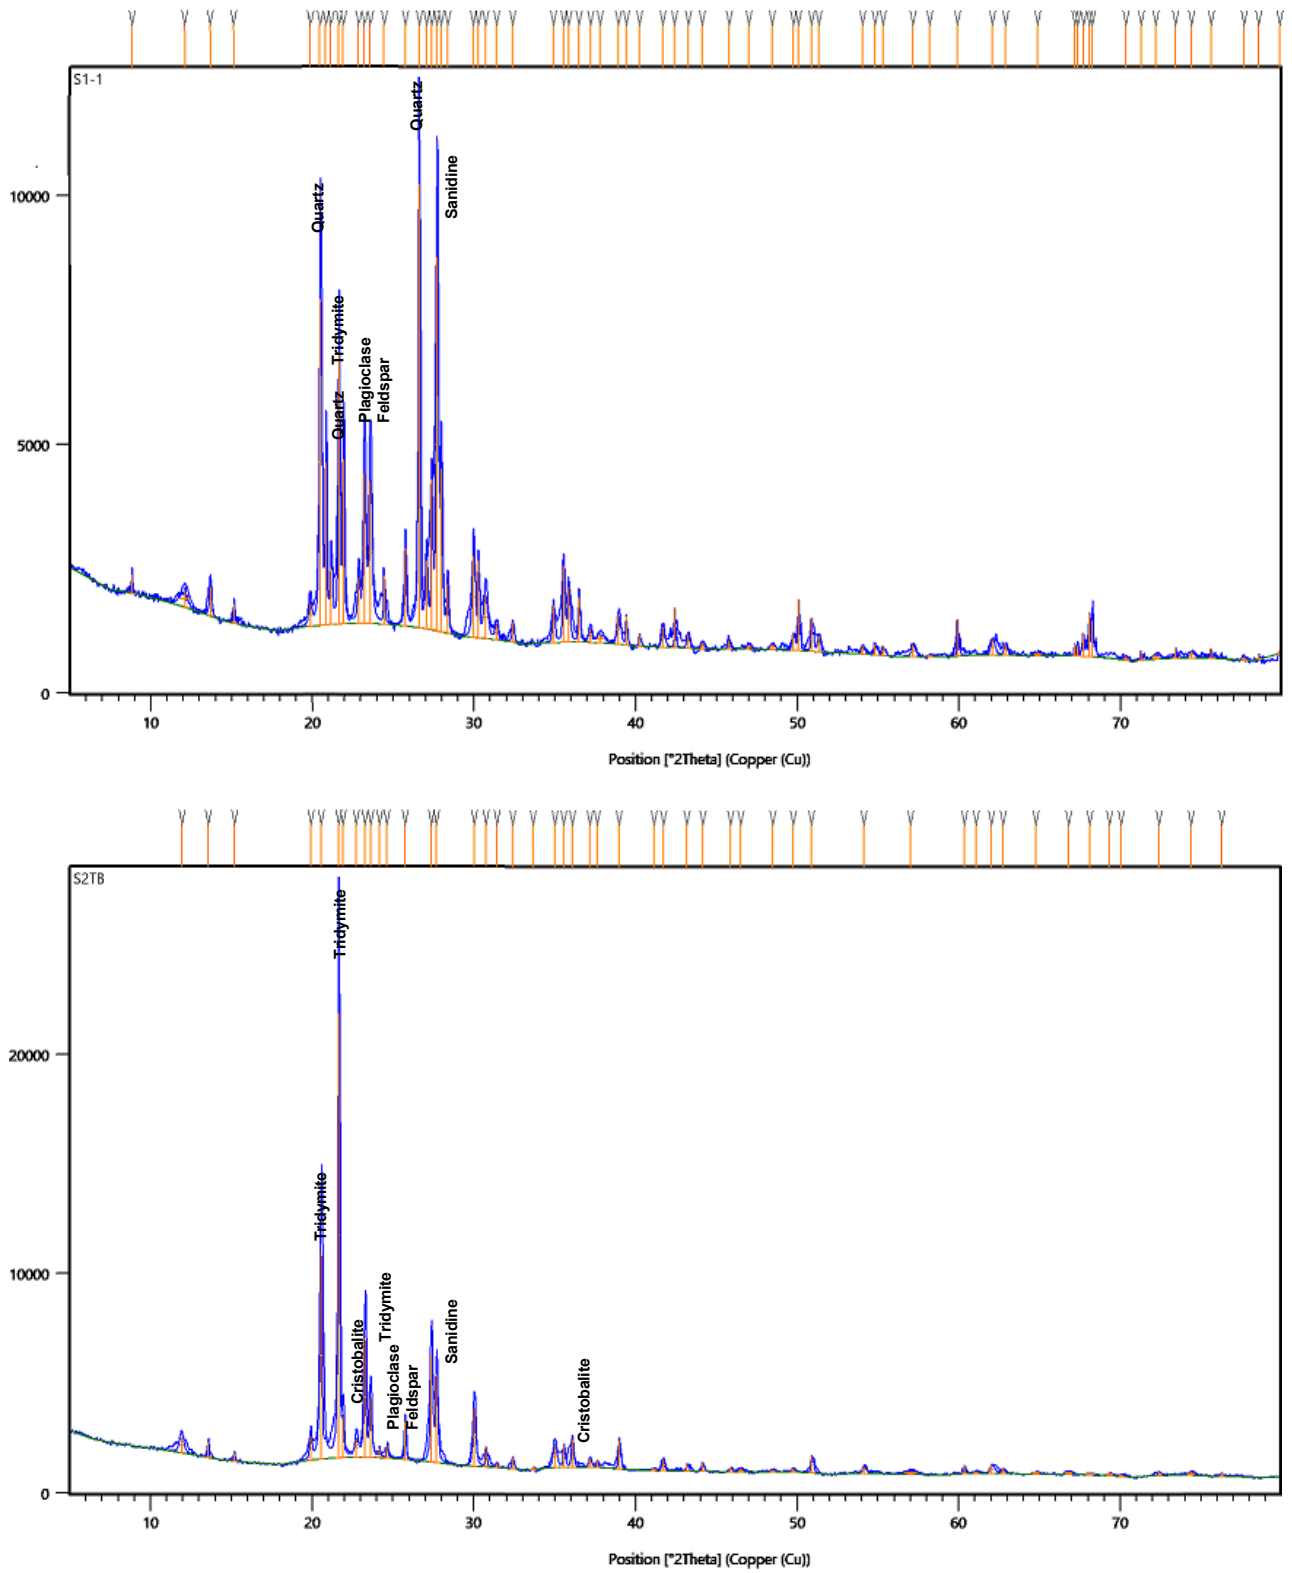 S1-1
10000
5000
0
Quartz
Quartz
Tridymite
Quartz
Plagioclase
Feldspar
Sanidine
10 20 30 40 50 60 70
Position [°2Theta] (Copper (Cu))
S2TB
20000
10000
0
Tridymite
Tridymite
Cristobalite
Tridymite
Plagioclase
Feldspar
Sanidine
Cristobalite
10 20 30 40 50 60 70
Position [°2Theta] (Copper (Cu))